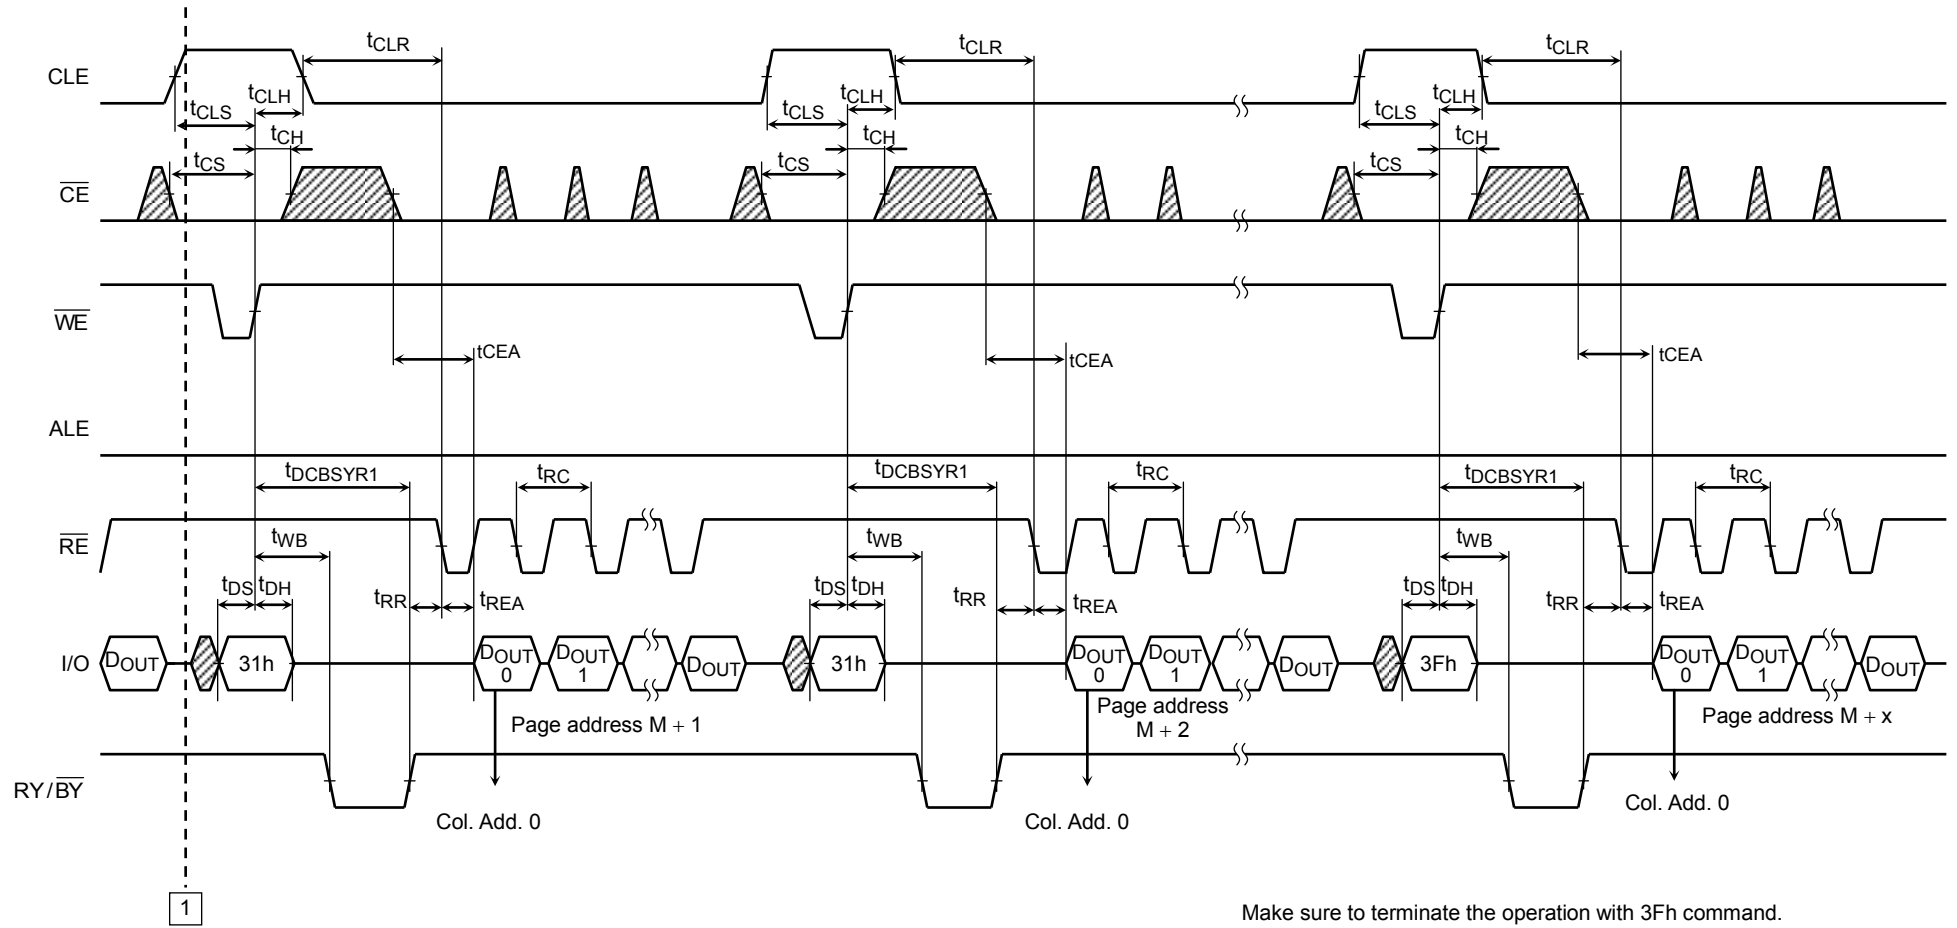 CLE
tCLR tCLR tCLR
tCLH tCLH tCLH
tCLS tCLS tCLS
tCH tCH tCH
tCS tCS tCS
CE
WE
tCEA tCEA tCEA
ALE
tDCBSYR1 tRC tDCBSYR1 tRC tDCBSYR1 tRC
RE
tWB tWB tWB
tDS tDH tDS tDH tDS tDH
tRR tREA tRR tREA tRR tREA
I/O DOUT 31h DOUT 0 DOUT 1 DOUT 31h DOUT 0 DOUT 1 DOUT 3Fh DOUT 0 DOUT 1 DOUT
Page address M + 1
Page address
M + 2
Page address M + x
RY/BY
Col. Add. 0 Col. Add. 0 Col. Add. 0
1
Make sure to terminate the operation with 3Fh command.